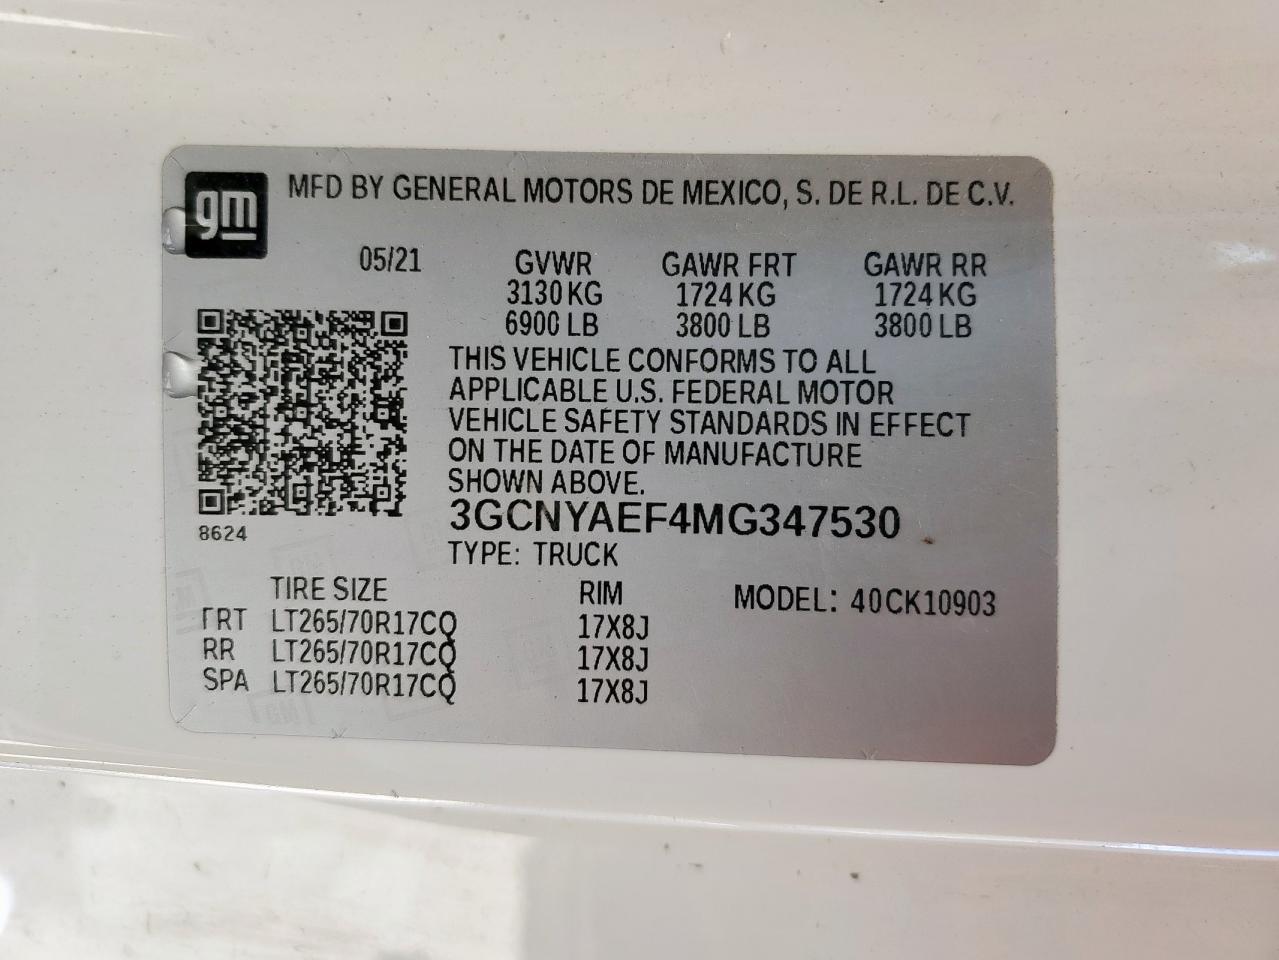 gm MFD BY GENERAL MOTORS DE MEXICO, S. DE R.L. DE C.V.
05/21 GVWR GAWR FRT GAWR RR
3130 KG 1724 KG 1724 KG
6900 LB 3800 LB 3800 LB
THIS VEHICLE CONFORMS TO ALL
APPLICABLE U.S. FEDERAL MOTOR
VEHICLE SAFETY STANDARDS IN EFFECT
ON THE DATE OF MANUFACTURE
SHOWN ABOVE.
3GCNYAEF4MG347530
8624
TYPE: TRUCK
TIRE SIZE RIM MODEL: 40CK10903
FRT LT265/70R17CQ 17X8J
RR LT265/70R17CQ 17X8J
SPA LT265/70R17CQ 17X8J